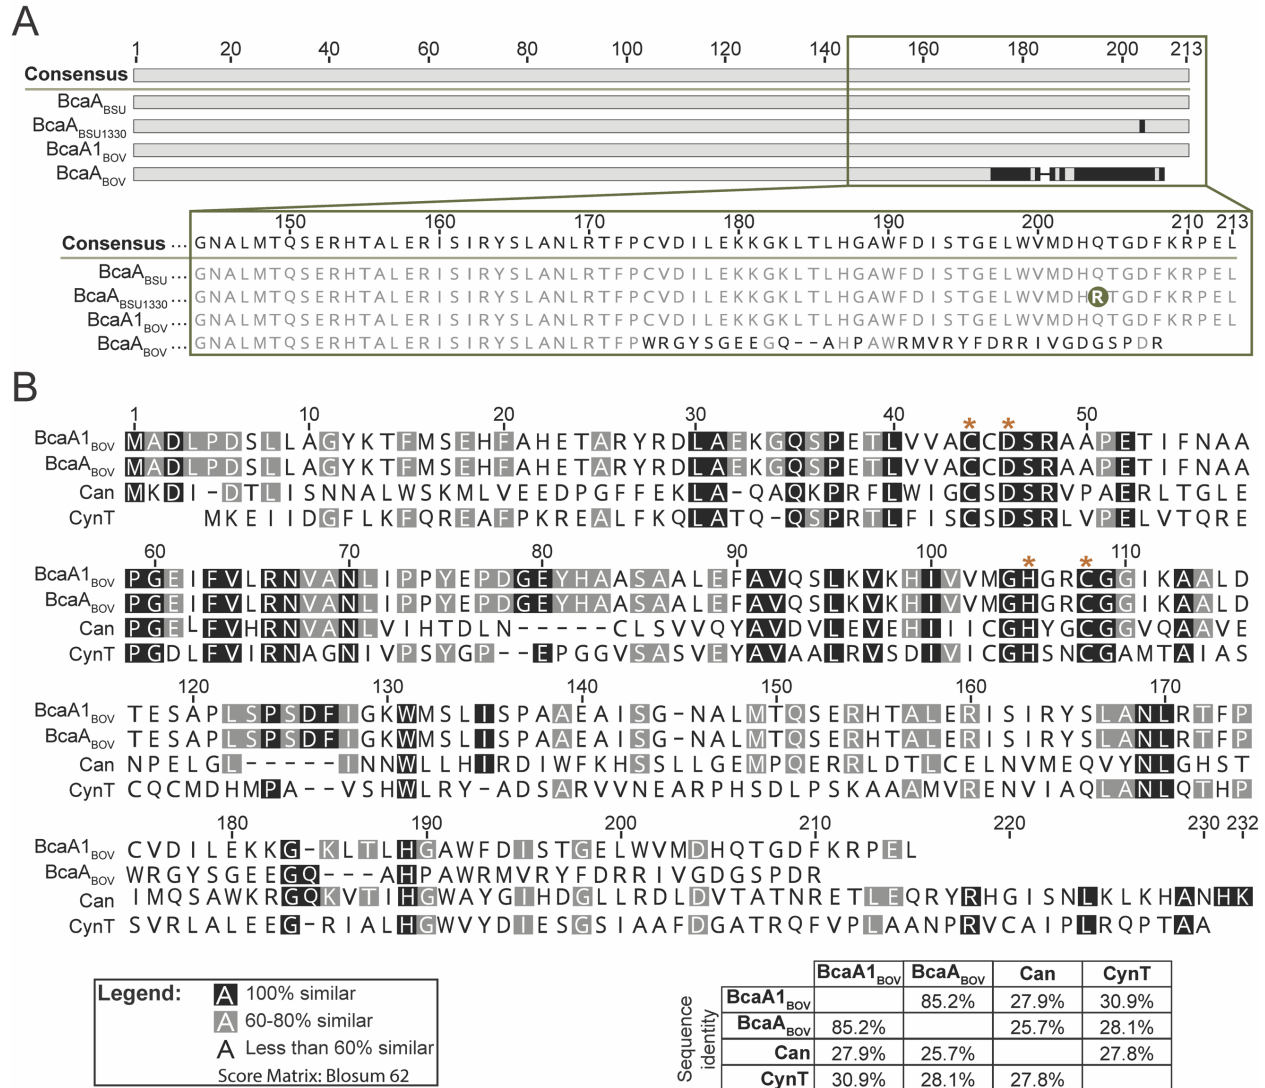 A
1 20 40 60 80 100 120 140 160 180 200 213
Consensus
BcaA BSU
BcaA BSU1330
BcaA1 BOV
BcaA BOV
150 160 170 180 190 200 210 213
Consensus ... GNALMTQSERHTALERISIRYSLANLRTFPCVDILEKKGKLTLHGAWFDISTGELWVMDHQTGDFKRPEL
BcaA BSU ... GNALMTQSERHTALERISIRYSLANLRTFPCVDILEKKGKLTLHGAWFDISTGELWVMDHQTGDFKRPEL
BcaA BSU1330 ... GNALMTQSERHTALERISIRYSLANLRTFPCVDILEKKGKLTLHGAWFDISTGELWVMDHRTGDFKRPEL
BcaA1 BOV ... GNALMTQSERHTALERISIRYSLANLRTFPCVDILEKKGKLTLHGAWFDISTGELWVMDHQTGDFKRPEL
BcaA BOV ... GNALMTQSERHTALERISIRYSLANLRTFPWRGYSGEEGQ--AHPAWRMVRYFDRRIVGDGSPDR
B
1 10 20 30 40 * * 50
BcaA1 BOV MADLPDSLLAGYKTFMSEHFAHETARYRDLAEKGQSPETLVVACCDSRAAPETIFNAA
BcaA BOV MADLPDSLLAGYKTFMSEHFAHETARYRDLAEKGQSPETLVVACCDSRAAPETIFNAA
Can MKDI-DTLISNNALWSKMLVEEDPGFFEKLA-QAQKPRFLWIGCSDSRVPAERLTGLE
CynT MKEIIDGFLKFQREAFPKREALFKQLATQ-QSPRTLFISCSDSRLVPELVTQRE
60 70 80 90 100 * * 110
BcaA1 BOV PGEIFVLRNVANLIPPYEPDGEYHAASAALEFAVQSLKVKHIVVMGHGRCGGIKAALD
BcaA BOV PGEIFVLRNVANLIPPYEPDGEYHAASAALEFAVQSLKVKHIVVMGHGRCGGIKAALD
Can PGELFVHRNVANLVIHTDLN-----CLSVVQYAVDVLEVEHIIICGHYGCGGVQAAVE
CynT PGDLFVIRNAGNIVPSYGP--EPGGVSASVEYAVAALRVSDIVICGHSNCGAMTAIAS
120 130 140 150 160 170
BcaA1 BOV TESAPLSPSDFIGKWMSLISPAAEAISG-NALMTQSERHTALERISIRYSLANLRTFP
BcaA BOV TESAPLSPSDFIGKWMSLISPAAEAISG-NALMTQSERHTALERISIRYSLANLRTFP
Can NPELGL-----INNWLLHIRDIWFKHSSLLGEMPQERRLDTLCELNVMEQVYNLGHST
CynT CQCMDHMPA--VSHWLRY-ADSARVVNEARPHSDLPSKAAAMVRENVIAQLANLQTHP
180 190 200 210 220 230 232
BcaA1 BOV CVDILEKKG-KLTLHGAWFDISTGELWVMDHQTGDFKRPEL
BcaA BOV WRGYSGEEGQ---AHPAWRMVRYFDRRIVGDGSPDR
Can IMQSAWKRGQKVTIHGWAYGIHDGLLRDLDVTATNRETLEQRYRHGISNLKLKHANHK
CynT SVRLALEEG-RIALHGWVYDIESGSIAAFDGATRQFVPLAANPRVCAIPLRQPTAA
Legend:
A 100% similar
A 60-80% similar
A Less than 60% similar
Score Matrix: Blosum 62
Sequence identity
BcaA1 BOV BcaA BOV Can CynT
BcaA1 BOV 85.2% 27.9% 30.9%
BcaA BOV 85.2% 25.7% 28.1%
Can 27.9% 25.7% 27.8%
CynT 30.9% 28.1% 27.8%